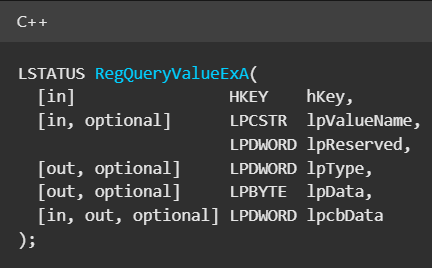 C++
LSTATUS RegQueryValueExA(
[in] HKEY hKey,
[in, optional] LPCSTR lpValueName,
LPDWORD lpReserved,
[out, optional] LPDWORD lpType,
[out, optional] LPBYTE lpData,
[in, out, optional] LPDWORD lpcbData
);